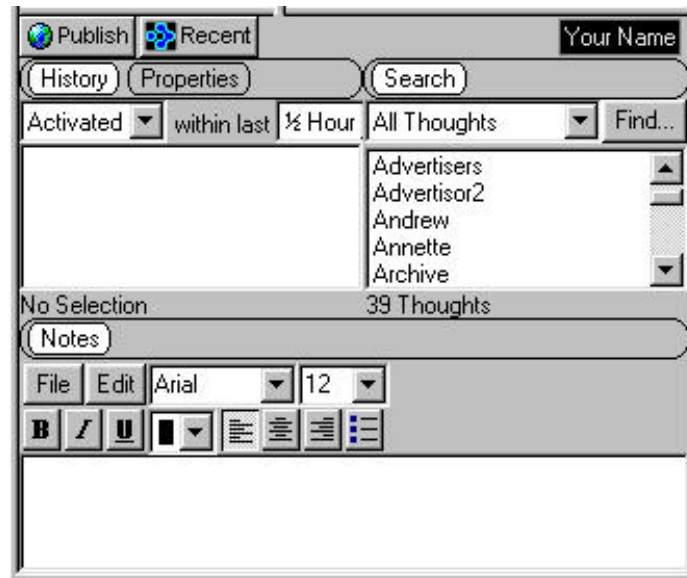 Publish Recent Your Name
History Properties Search
Activated within last ½ Hour All Thoughts Find...
Advertisers
Advertisor2
Andrew
Annette
Archive
No Selection 39 Thoughts
Notes
File Edit Arial 12
B I U